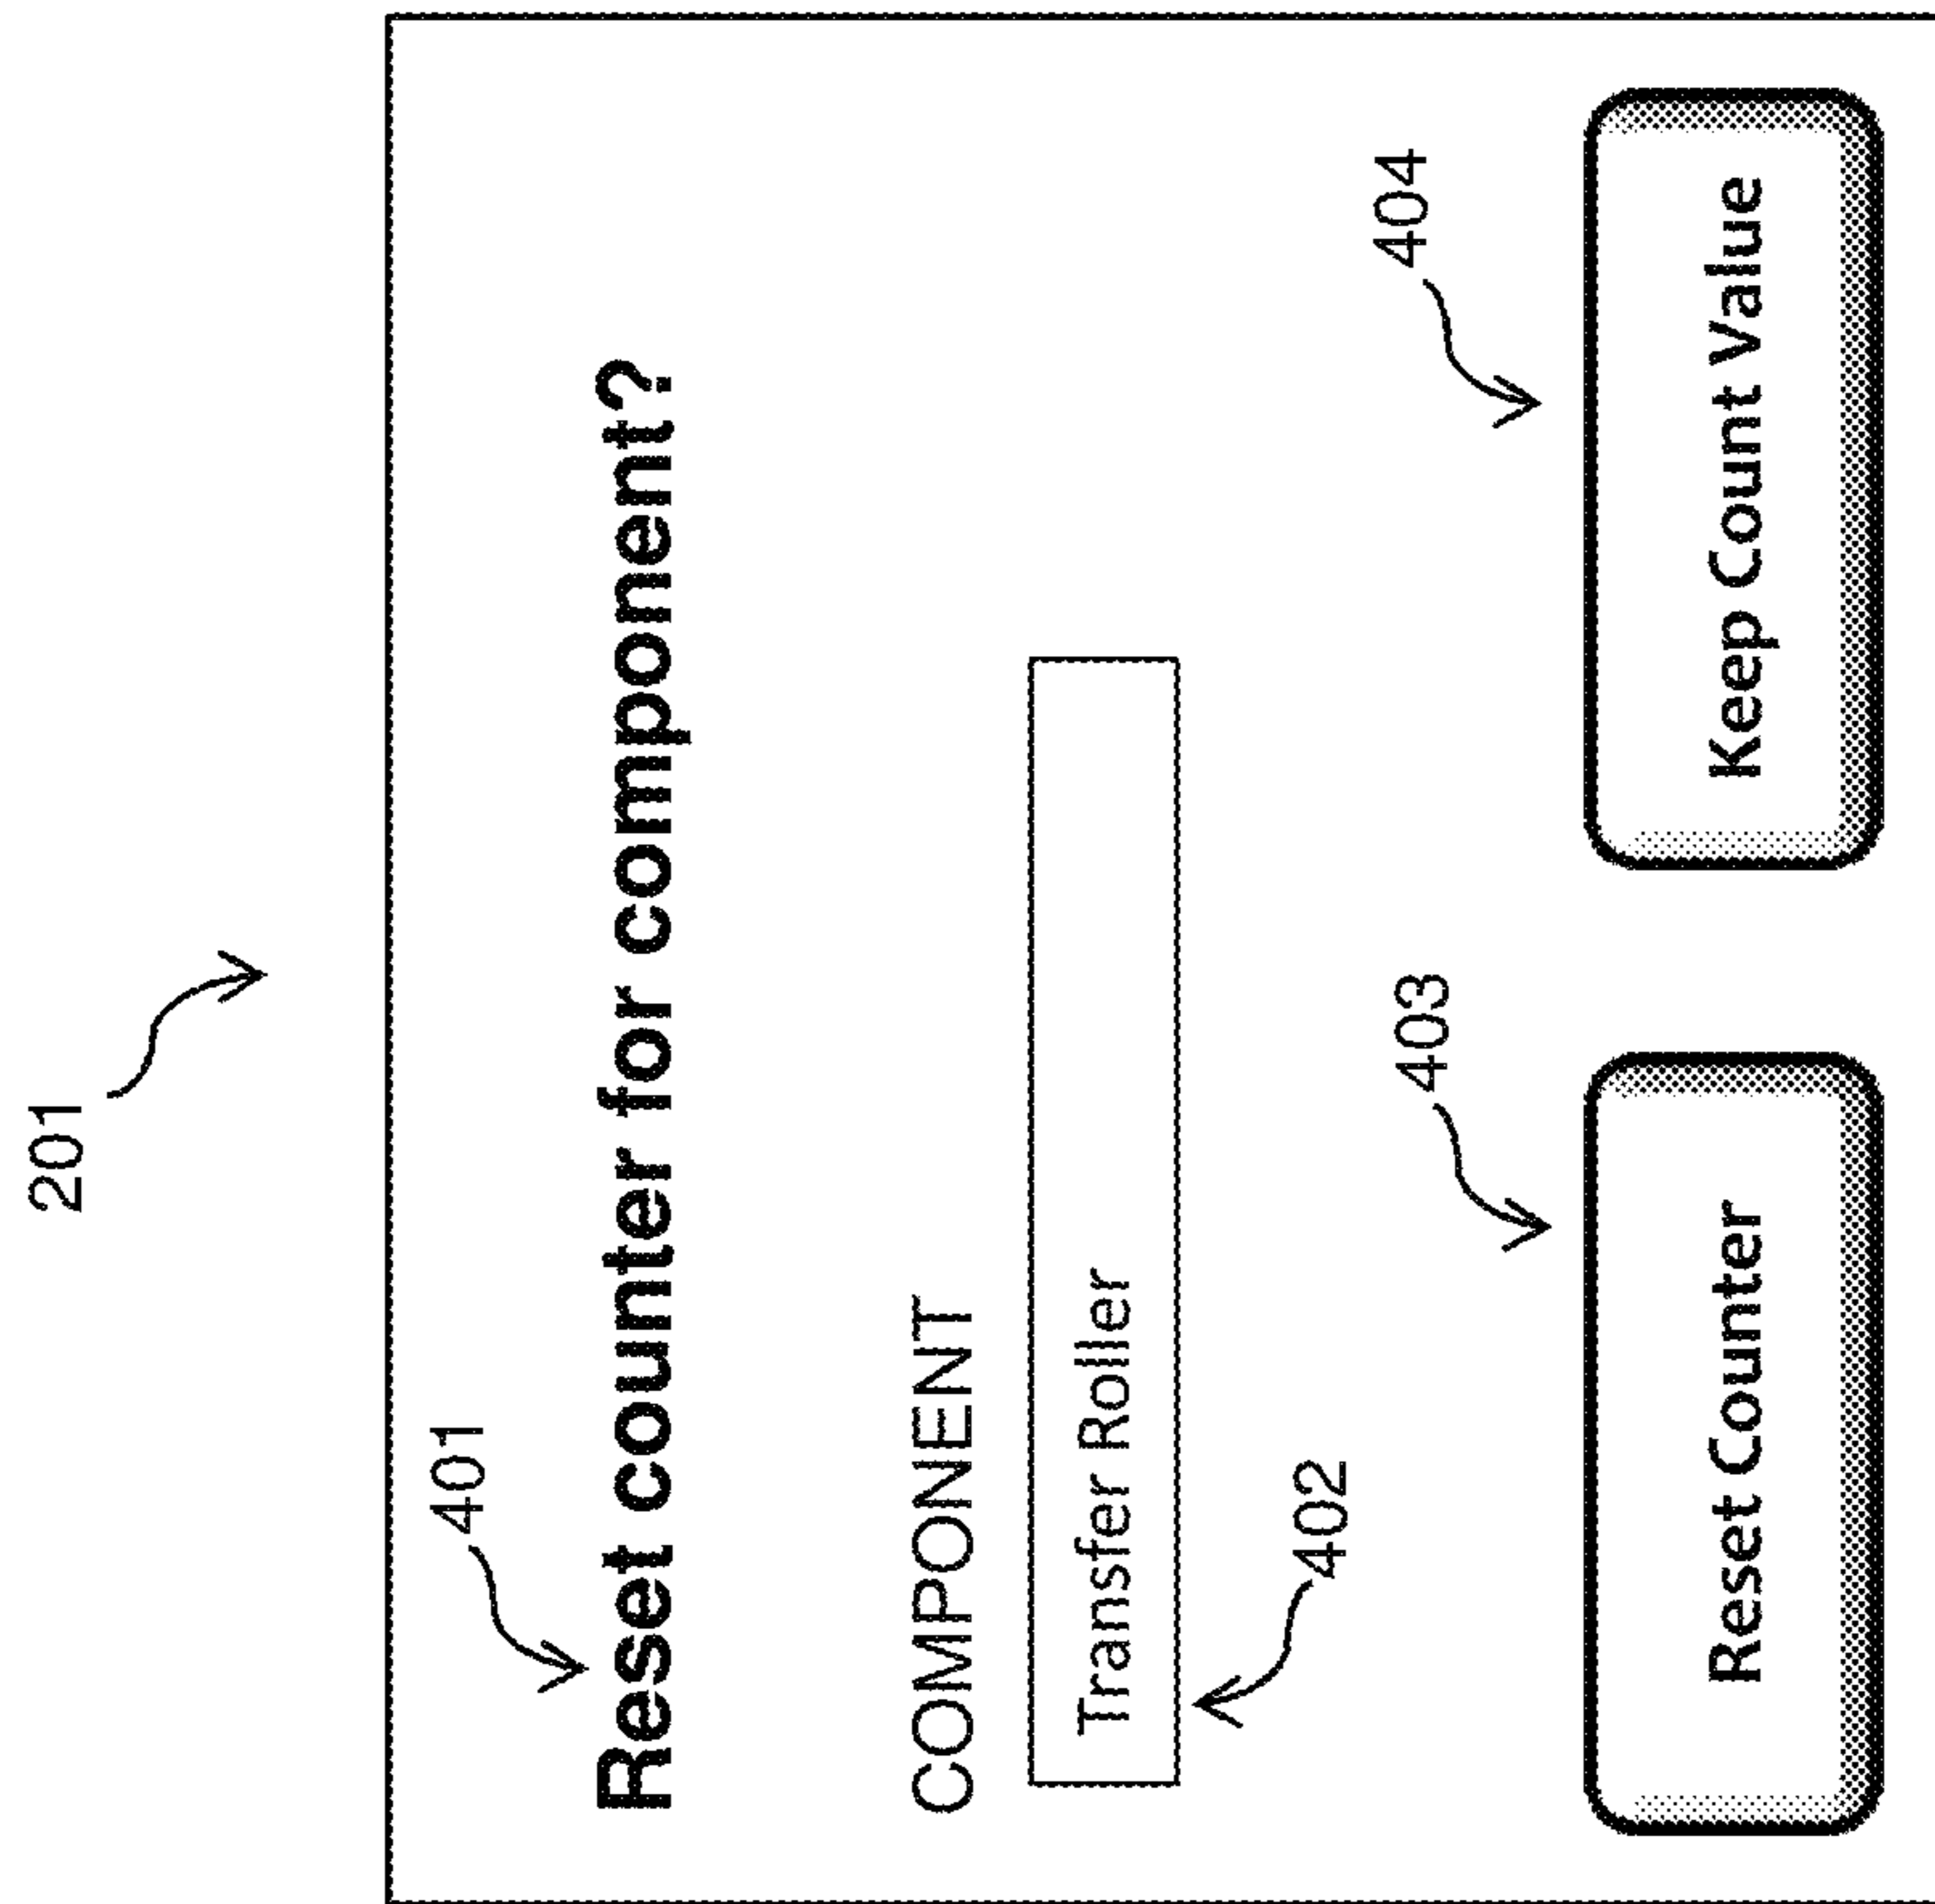 201
401
Reset counter for component?
COMPONENT
Transfer Roller
402
403
404
Reset Counter
Keep Count Value